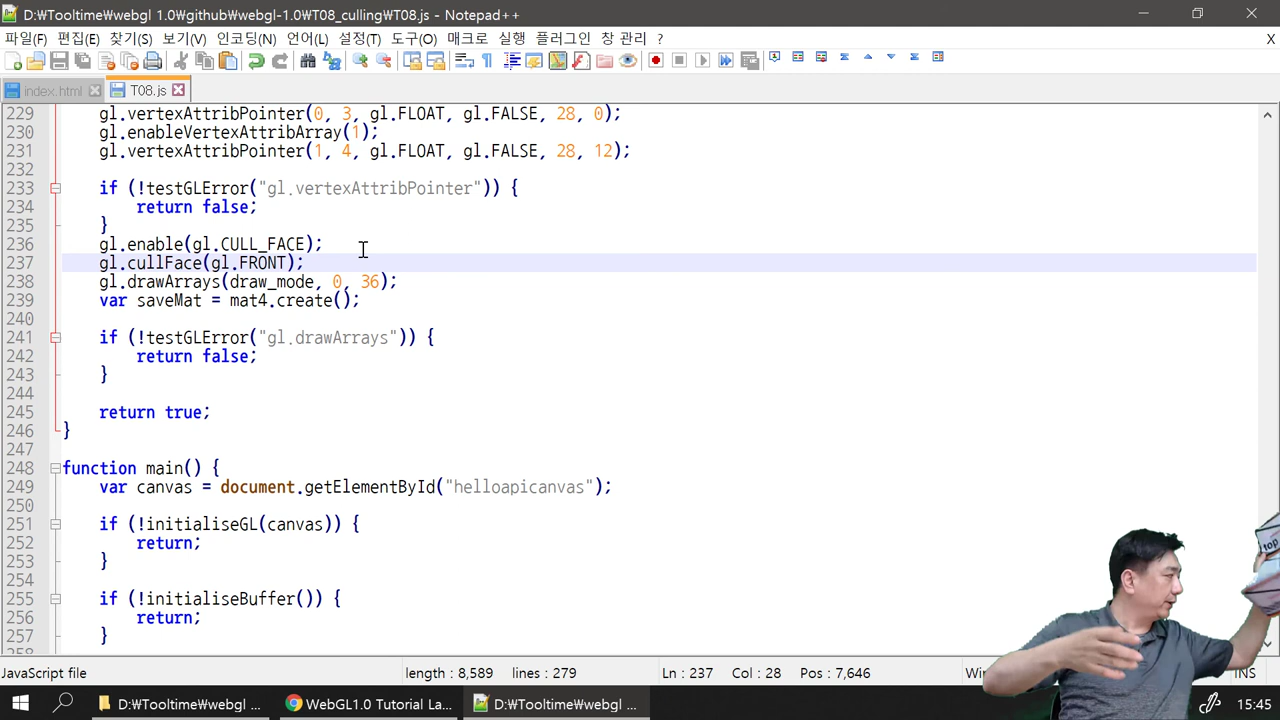 D:₩Tooltime₩webgl 1.0₩github₩webgl-1.0₩T08_culling₩T08.js - Notepad++
파일(F) 편집(E) 찾기(S) 보기(V) 인코딩(N) 언어(L) 설정(T) 도구(O) 매크로 실행 플러그인 창 관리 ? X
index.html T08.js
229 gl.vertexAttribPointer(0, 3, gl.FLOAT, gl.FALSE, 28, 0);
230 gl.enableVertexAttribArray(1);
231 gl.vertexAttribPointer(1, 4, gl.FLOAT, gl.FALSE, 28, 12);
232
233 if (!testGLError("gl.vertexAttribPointer")) {
234 return false;
235 }
236 gl.enable(gl.CULL_FACE);
237 gl.cullFace(gl.FRONT);
238 gl.drawArrays(draw_mode, 0, 36);
239 var saveMat = mat4.create();
240
241 if (!testGLError("gl.drawArrays")) {
242 return false;
243 }
244
245 return true;
246 }
247
248 function main() {
249 var canvas = document.getElementById("helloapicanvas");
250
251 if (!initialiseGL(canvas)) {
252 return;
253 }
254
255 if (!initialiseBuffer()) {
256 return;
257 }
top
JavaScript file length : 8,589 lines : 279 Ln : 237 Col : 28 Pos : 7,646 Win INS
D:₩Tooltime₩webgl ... WebGL1.0 Tutorial La... D:₩Tooltime₩webgl ... 15:45